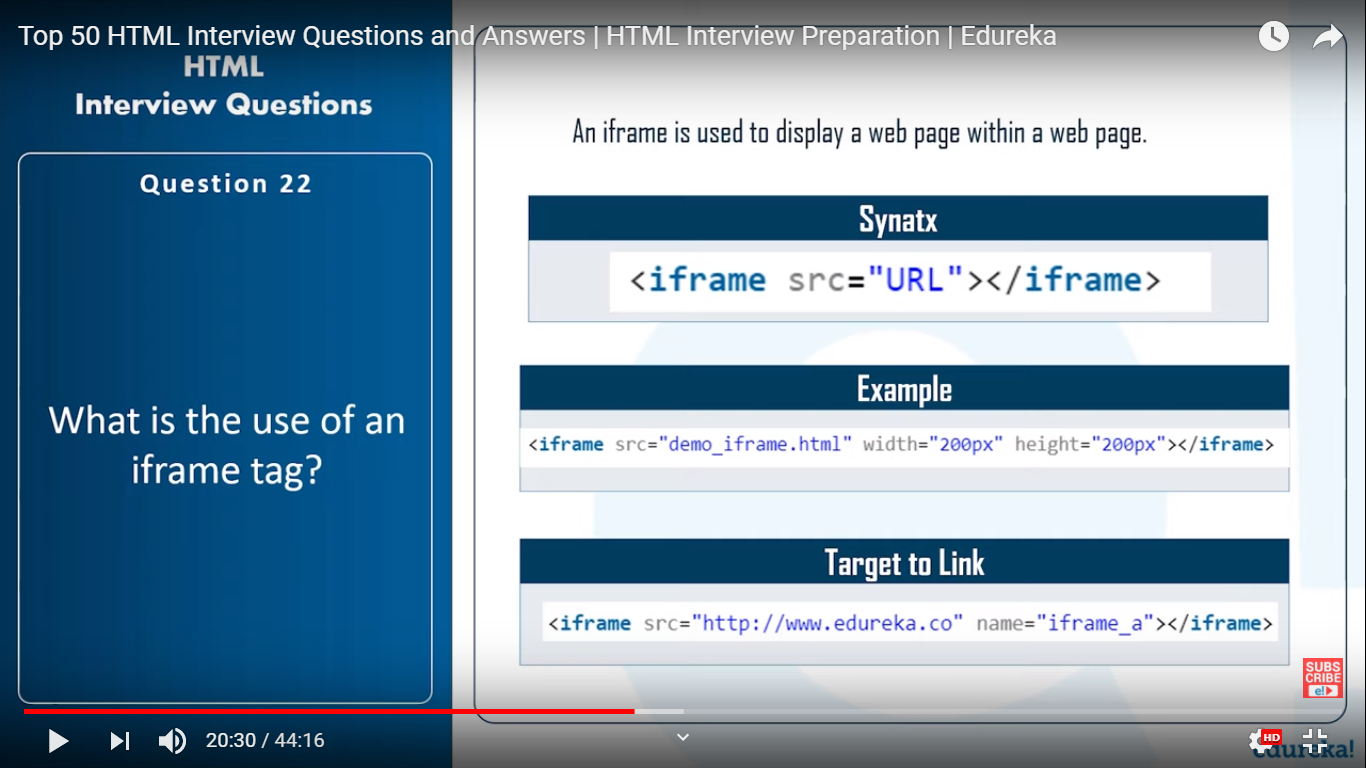 Top 50 HTML Interview Questions and Answers | HTML Interview Preparation | Edureka
HTML
Interview Questions
Question 22
What is the use of an
iframe tag?
An iframe is used to display a web page within a web page.
Synatx
<iframe src="URL"></iframe>
Example
<iframe src="demo_iframe.html" width="200px" height="200px"></iframe>
Target to Link
<iframe src="http://www.edureka.co" name="iframe_a"></iframe>
SUBS
CRIBE
e!
20:30 / 44:16
HD
edureka!